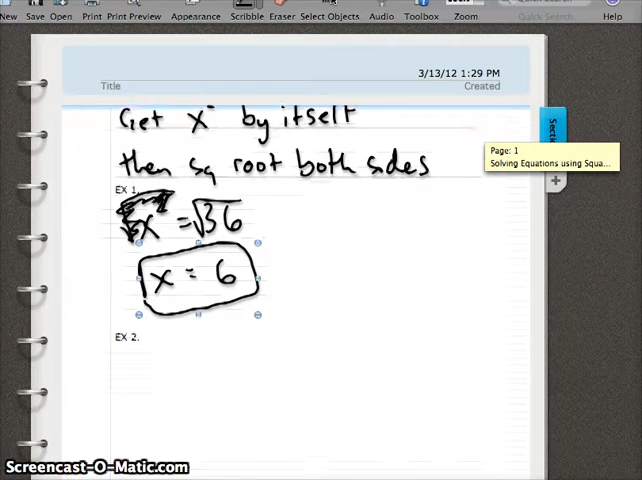 New Save Open Print Print Preview Appearance Scribble Eraser Select Objects Audio Toolbox Zoom Quick Search Help
3/13/12 1:29 PM
Title Created
Get x² by itself
then sq root both sides
Page: 1
Solving Equations using Squa...
EX 1.
x = √36
x = 6
EX 2.
Screencast-O-Matic.com